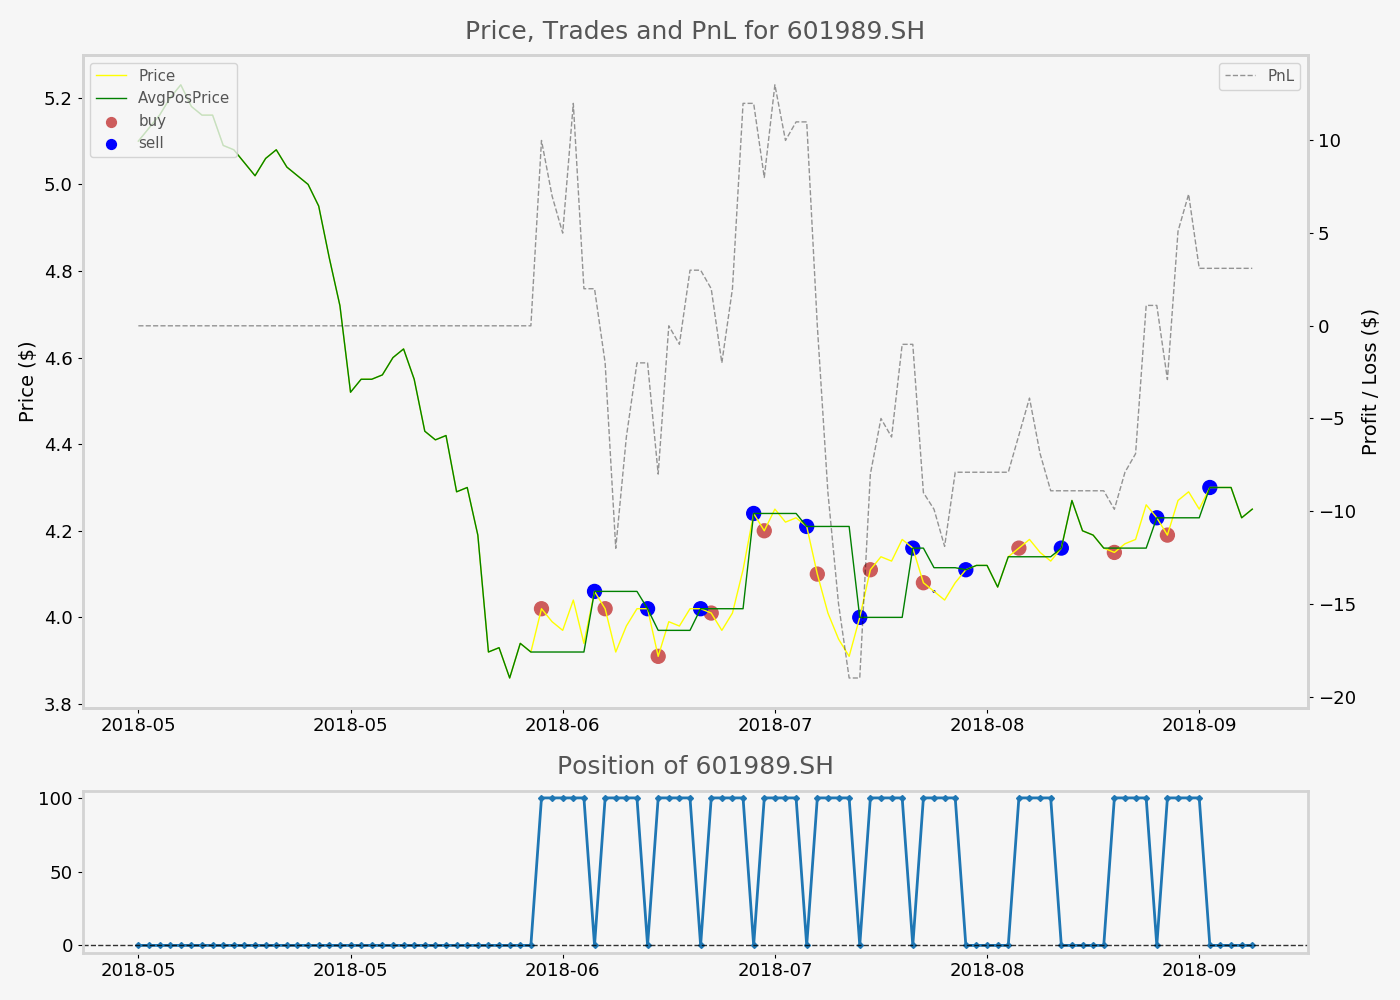 Price, Trades and PnL for 601989.SH
Price
AvgPosPrice
buy
sell
PnL
Price ($)
5.2
5.0
4.8
4.6
4.4
4.2
4.0
3.8
10
5
0
−5
−10
−15
−20
Profit / Loss ($)
2018-05 2018-05 2018-06 2018-07 2018-08 2018-09
Position of 601989.SH
100
50
0
2018-05 2018-05 2018-06 2018-07 2018-08 2018-09